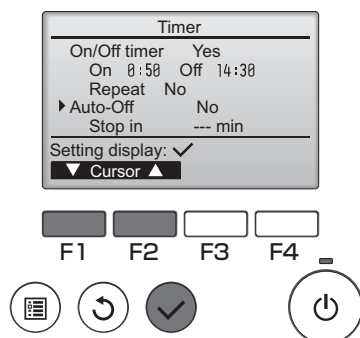 Timer
On/Off timer Yes
On 0:50 Off 14:30
Repeat No
Auto-Off No
Stop in --- min
Setting display: ✓
▼ Cursor ▲
F1 F2 F3 F4